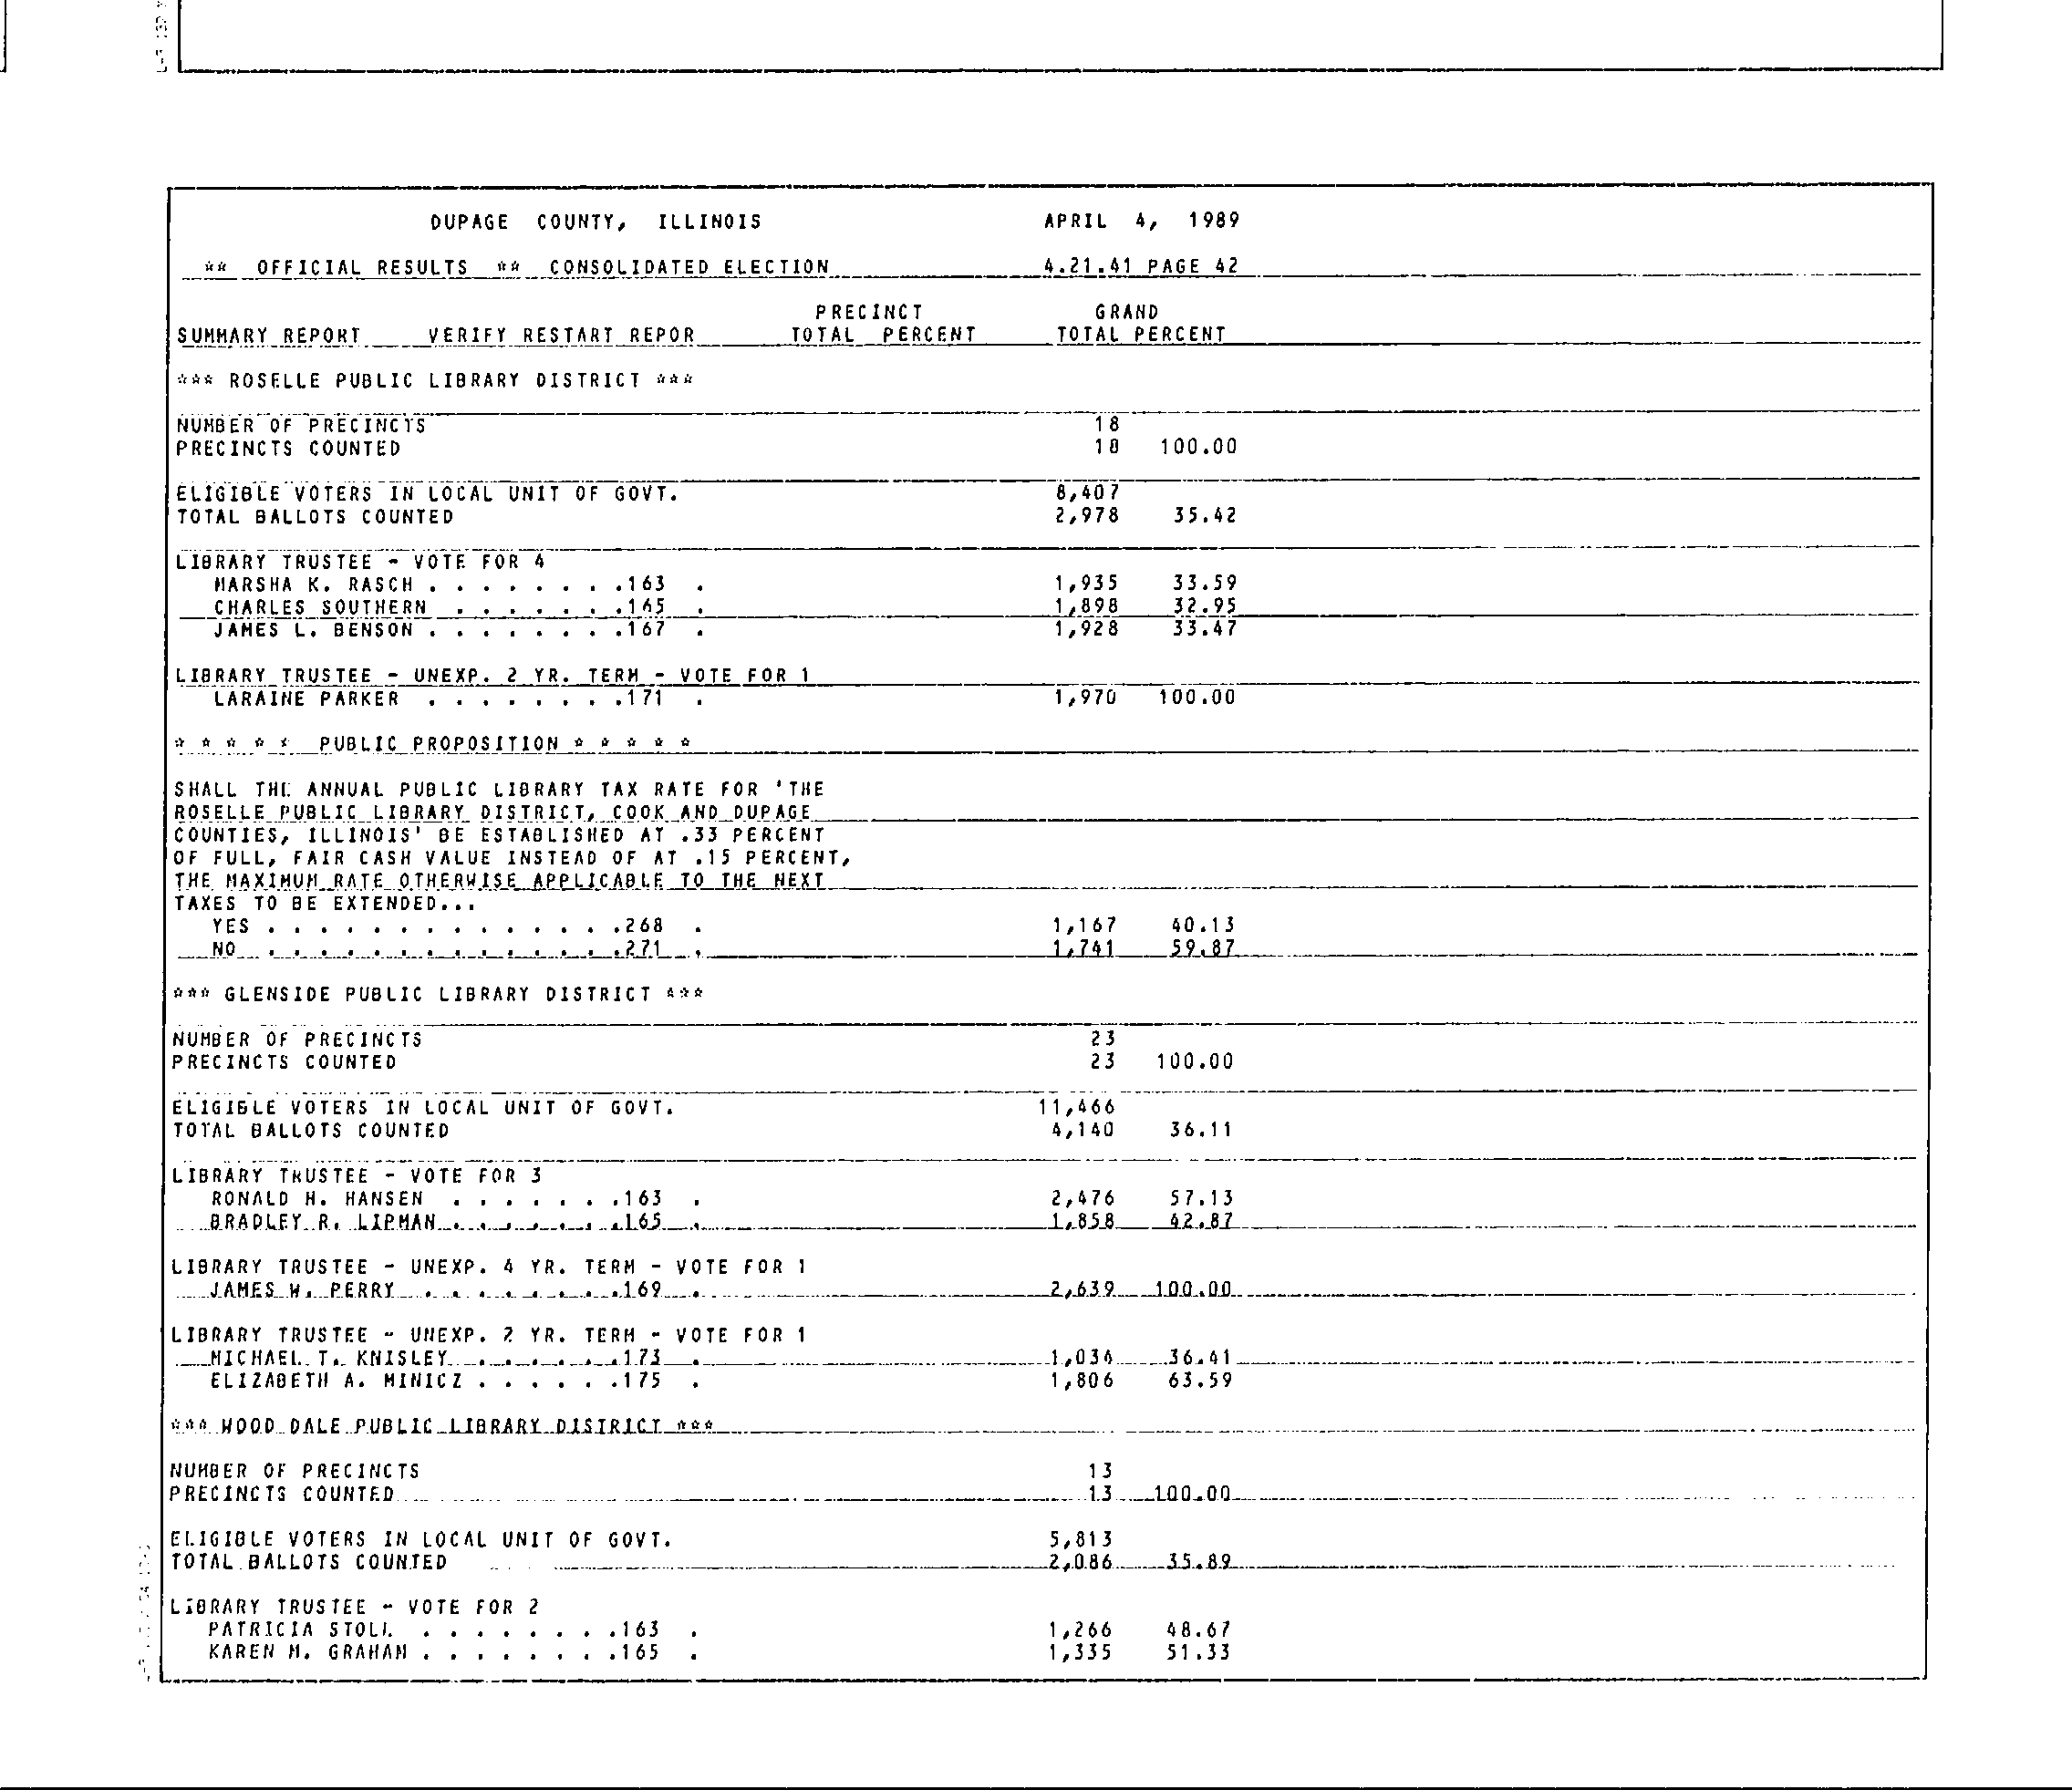 DUPAGE COUNTY, ILLINOIS APRIL 4, 1989
** OFFICIAL RESULTS ** CONSOLIDATED ELECTION 4.21.41 PAGE 42
PRECINCT GRAND
SUMMARY REPORT VERIFY RESTART REPOR TOTAL PERCENT TOTAL PERCENT
*** ROSELLE PUBLIC LIBRARY DISTRICT ***
NUMBER OF PRECINCTS 18
PRECINCTS COUNTED 18 100.00
ELIGIBLE VOTERS IN LOCAL UNIT OF GOVT. 8,407
TOTAL BALLOTS COUNTED 2,978 35.42
LIBRARY TRUSTEE - VOTE FOR 4
MARSHA K. RASCH . . . . . . . .163 . 1,935 33.59
CHARLES SOUTHERN . . . . . . .165 . 1,898 32.95
JAMES L. BENSON . . . . . . . .167 . 1,928 33.47
LIBRARY TRUSTEE - UNEXP. 2 YR. TERM - VOTE FOR 1
LARAINE PARKER . . . . . . . .171 . 1,970 100.00
* * * * * PUBLIC PROPOSITION * * * * *
SHALL THE ANNUAL PUBLIC LIBRARY TAX RATE FOR 'THE
ROSELLE PUBLIC LIBRARY DISTRICT, COOK AND DUPAGE
COUNTIES, ILLINOIS' BE ESTABLISHED AT .33 PERCENT
OF FULL, FAIR CASH VALUE INSTEAD OF AT .15 PERCENT,
THE MAXIMUM RATE OTHERWISE APPLICABLE TO THE NEXT
TAXES TO BE EXTENDED...
YES . . . . . . . . . . . . . .268 . 1,167 40.13
NO . . . . . . . . . . . . . .271 . 1,741 59.87
*** GLENSIDE PUBLIC LIBRARY DISTRICT ***
NUMBER OF PRECINCTS 23
PRECINCTS COUNTED 23 100.00
ELIGIBLE VOTERS IN LOCAL UNIT OF GOVT. 11,466
TOTAL BALLOTS COUNTED 4,140 36.11
LIBRARY TRUSTEE - VOTE FOR 3
RONALD H. HANSEN . . . . . . .163 . 2,476 57.13
BRADLEY R. LIPMAN . . . . . . .165 . 1,858 42.87
LIBRARY TRUSTEE - UNEXP. 4 YR. TERM - VOTE FOR 1
JAMES W. PERRY . . . . . . . .169 . 2,639 100.00
LIBRARY TRUSTEE - UNEXP. 2 YR. TERM - VOTE FOR 1
MICHAEL T. KNISLEY . . . . . .173 . 1,034 36.41
ELIZABETH A. MINICZ . . . . . .175 . 1,806 63.59
*** WOOD DALE PUBLIC LIBRARY DISTRICT ***
NUMBER OF PRECINCTS 13
PRECINCTS COUNTED 13 100.00
ELIGIBLE VOTERS IN LOCAL UNIT OF GOVT. 5,813
TOTAL BALLOTS COUNTED 2,086 35.89
LIBRARY TRUSTEE - VOTE FOR 2
PATRICIA STOLL . . . . . . . .163 . 1,266 48.67
KAREN M. GRAHAM . . . . . . . .165 . 1,335 51.33